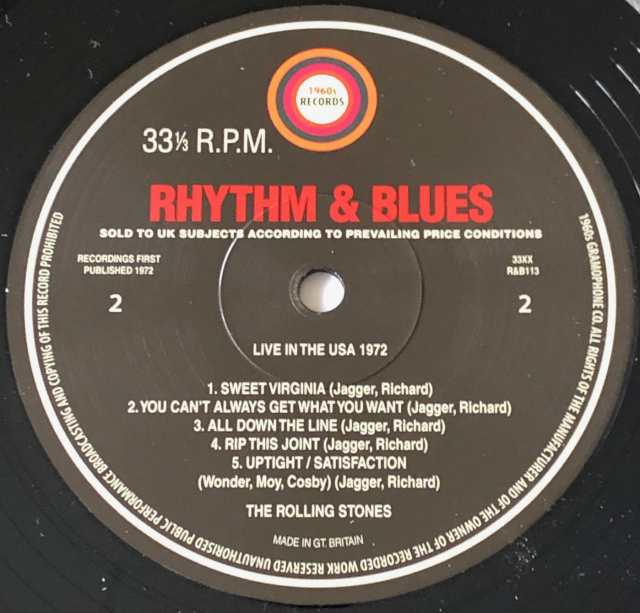 1960s
RECORDS
33⅓ R.P.M.
RHYTHM & BLUES
SOLD TO UK SUBJECTS ACCORDING TO PREVAILING PRICE CONDITIONS
RECORDINGS FIRST
PUBLISHED 1972
2
33XX
R&B113
2
LIVE IN THE USA 1972
1. SWEET VIRGINIA (Jagger, Richard)
2. YOU CAN'T ALWAYS GET WHAT YOU WANT (Jagger, Richard)
3. ALL DOWN THE LINE (Jagger, Richard)
4. RIP THIS JOINT (Jagger, Richard)
5. UPTIGHT / SATISFACTION
(Wonder, Moy, Cosby) (Jagger, Richard)
THE ROLLING STONES
MADE IN GT. BRITAIN
1960s GRAMOPHONE CO. ALL RIGHTS OF THE MANUFACTURER AND OF THE OWNER OF THE RECORDED WORK RESERVED UNAUTHORISED PUBLIC PERFORMANCE BROADCASTING AND COPYING OF THIS RECORD PROHIBITED